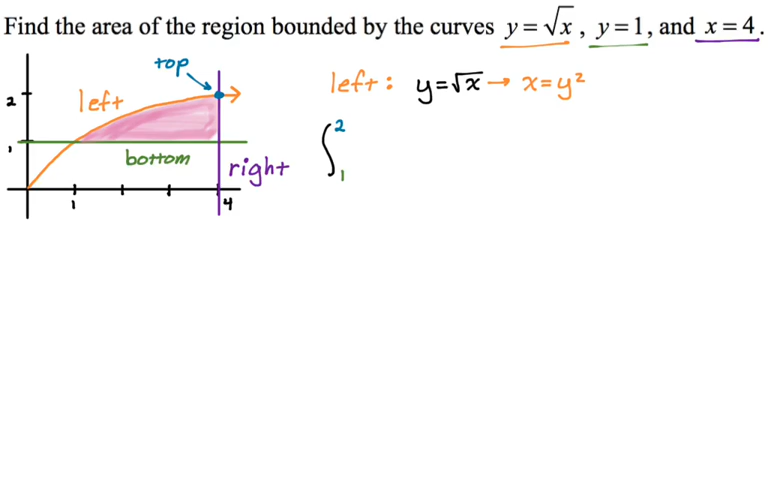 Find the area of the region bounded by the curves y = √x , y = 1, and x = 4.
top
left
left: y=√x → x=y²
2
1
bottom
right
∫₁²
1
4